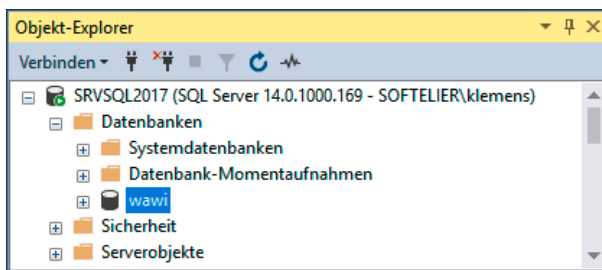 Objekt-Explorer
Verbinden
SRVSQL2017 (SQL Server 14.0.1000.169 - SOFTELIER\klemens)
Datenbanken
Systemdatenbanken
Datenbank-Momentaufnahmen
wawi
Sicherheit
Serverobjekte